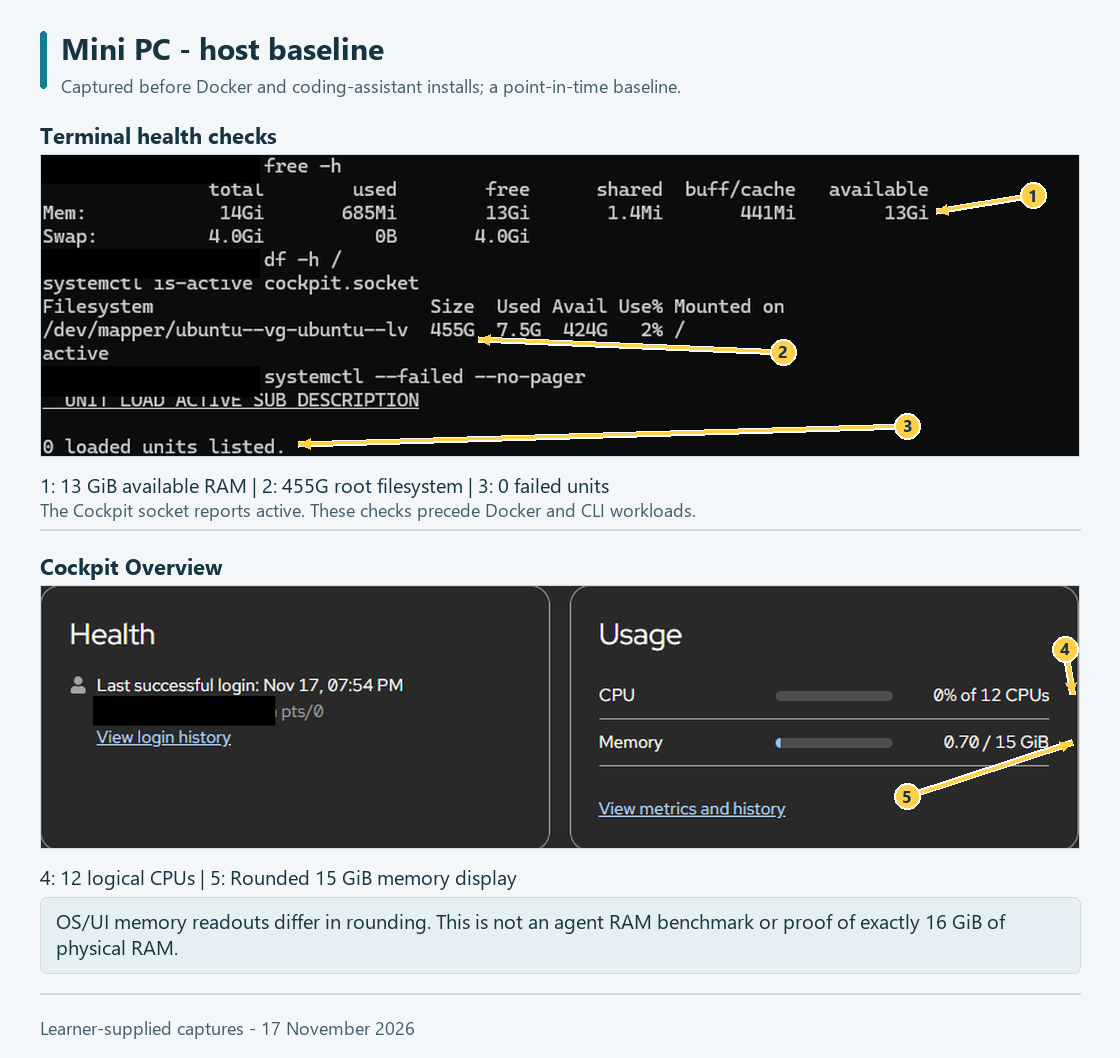 Mini PC - host baseline
Captured before Docker and coding-assistant installs; a point-in-time baseline.
Terminal health checks
free -h
total used free shared buff/cache available
Mem: 14Gi 685Mi 13Gi 1.4Mi 441Mi 13Gi
1
Swap: 4.0Gi 0B 4.0Gi
df -h /
systemctl is-active cockpit.socket
Filesystem Size Used Avail Use% Mounted on
/dev/mapper/ubuntu--vg-ubuntu--lv 455G 7.5G 424G 2% /
active
2
systemctl --failed --no-pager
UNIT LOAD ACTIVE SUB DESCRIPTION
3
0 loaded units listed.
1: 13 GiB available RAM | 2: 455G root filesystem | 3: 0 failed units
The Cockpit socket reports active. These checks precede Docker and CLI workloads.
Cockpit Overview
Health
Last successful login: Nov 17, 07:54 PM
pts/0
View login history
Usage
4
CPU 0% of 12 CPUs
Memory 0.70 / 15 GiB
5
View metrics and history
4: 12 logical CPUs | 5: Rounded 15 GiB memory display
OS/UI memory readouts differ in rounding. This is not an agent RAM benchmark or proof of exactly 16 GiB of
physical RAM.
Learner-supplied captures - 17 November 2026